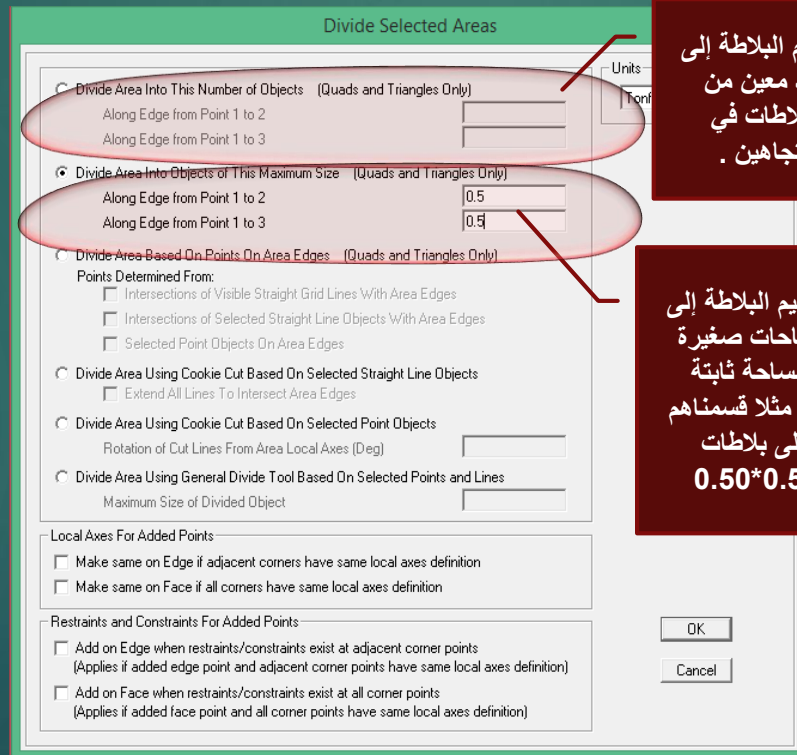 Divide Selected Areas
Divide Area Into This Number of Objects (Quads and Triangles Only)
Along Edge from Point 1 to 2
Along Edge from Point 1 to 3
Divide Area Into Objects of This Maximum Size (Quads and Triangles Only)
Along Edge from Point 1 to 2 0.5
Along Edge from Point 1 to 3 0.5
Divide Area Based On Points On Area Edges (Quads and Triangles Only)
Points Determined From:
Intersections of Visible Straight Grid Lines With Area Edges
Intersections of Selected Straight Line Objects With Area Edges
Selected Point Objects On Area Edges
Divide Area Using Cookie Cut Based On Selected Straight Line Objects
Extend All Lines To Intersect Area Edges
Divide Area Using Cookie Cut Based On Selected Point Objects
Rotation of Cut Lines From Area Local Axes (Deg)
Divide Area Using General Divide Tool Based On Selected Points and Lines
Maximum Size of Divided Object
Local Axes For Added Points
Make same on Edge if adjacent corners have same local axes definition
Make same on Face if all corners have same local axes definition
Restraints and Constraints For Added Points
Add on Edge when restraints/constraints exist at adjacent corner points
(Applies if added edge point and adjacent corner points have same local axes definition)
Add on Face when restraints/constraints exist at all corner points
(Applies if added face point and all corner points have same local axes definition)
Units
OK
Cancel
البلاطة إلى
معين من
في
.
البلاطة إلى
صغيرة
ثابتة
مثلا قسمناهم
بلاطات
0.50*0.5